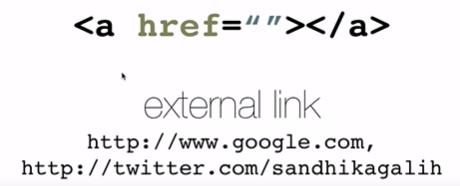 <a href=“”></a>
external link
http://www.google.com,
http://twitter.com/sandhikagalih